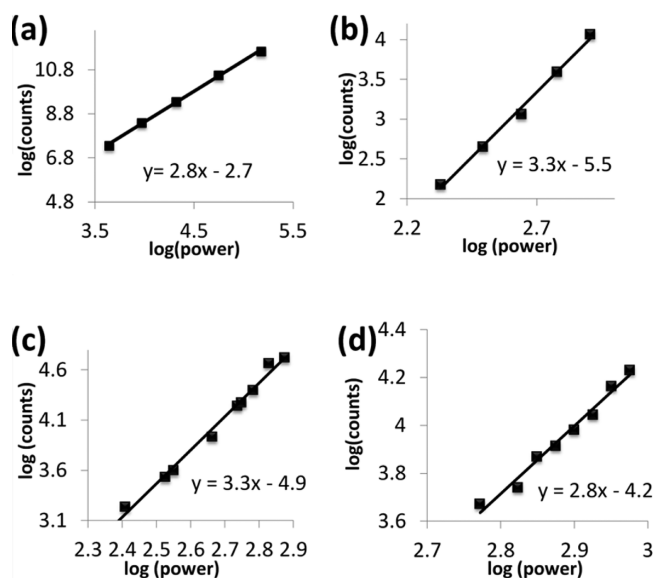 (a)
10.8
8.8
6.8
4.8
log(counts)
y= 2.8x - 2.7
3.5 4.5 5.5
log(power)
(b)
4
3.5
3
2.5
2
log(counts)
y = 3.3x - 5.5
2.2 2.7
log (power)
(c)
4.6
4.1
3.6
3.1
log (counts)
y = 3.3x - 4.9
2.3 2.4 2.5 2.6 2.7 2.8 2.9
log (power)
(d)
4.4
4.2
4
3.8
3.6
log(counts)
y = 2.8x - 4.2
2.7 2.8 2.9 3
log (power)